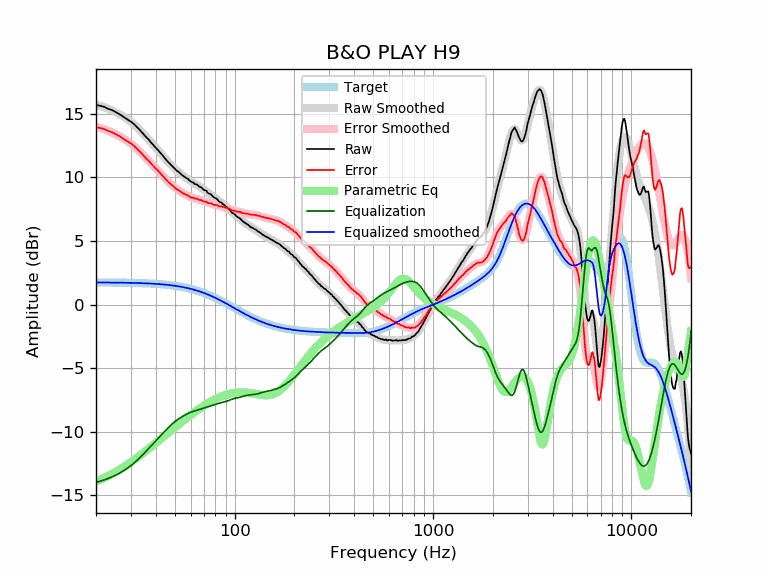 B&O PLAY H9
Target
Raw Smoothed
Error Smoothed
Raw
Error
Parametric Eq
Equalization
Equalized smoothed
15
10
5
0
−5
−10
−15
Amplitude (dBr)
100 1000 10000
Frequency (Hz)